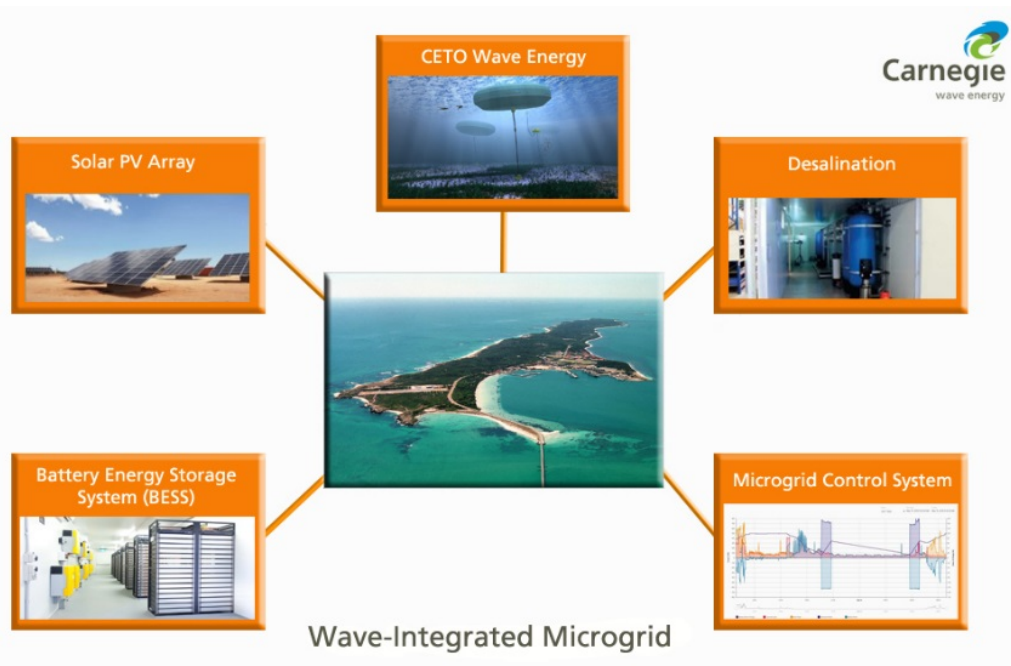 CETO Wave Energy
Carnegie
wave energy
Solar PV Array
Desalination
Battery Energy Storage
System (BESS)
Microgrid Control System
Wave-Integrated Microgrid